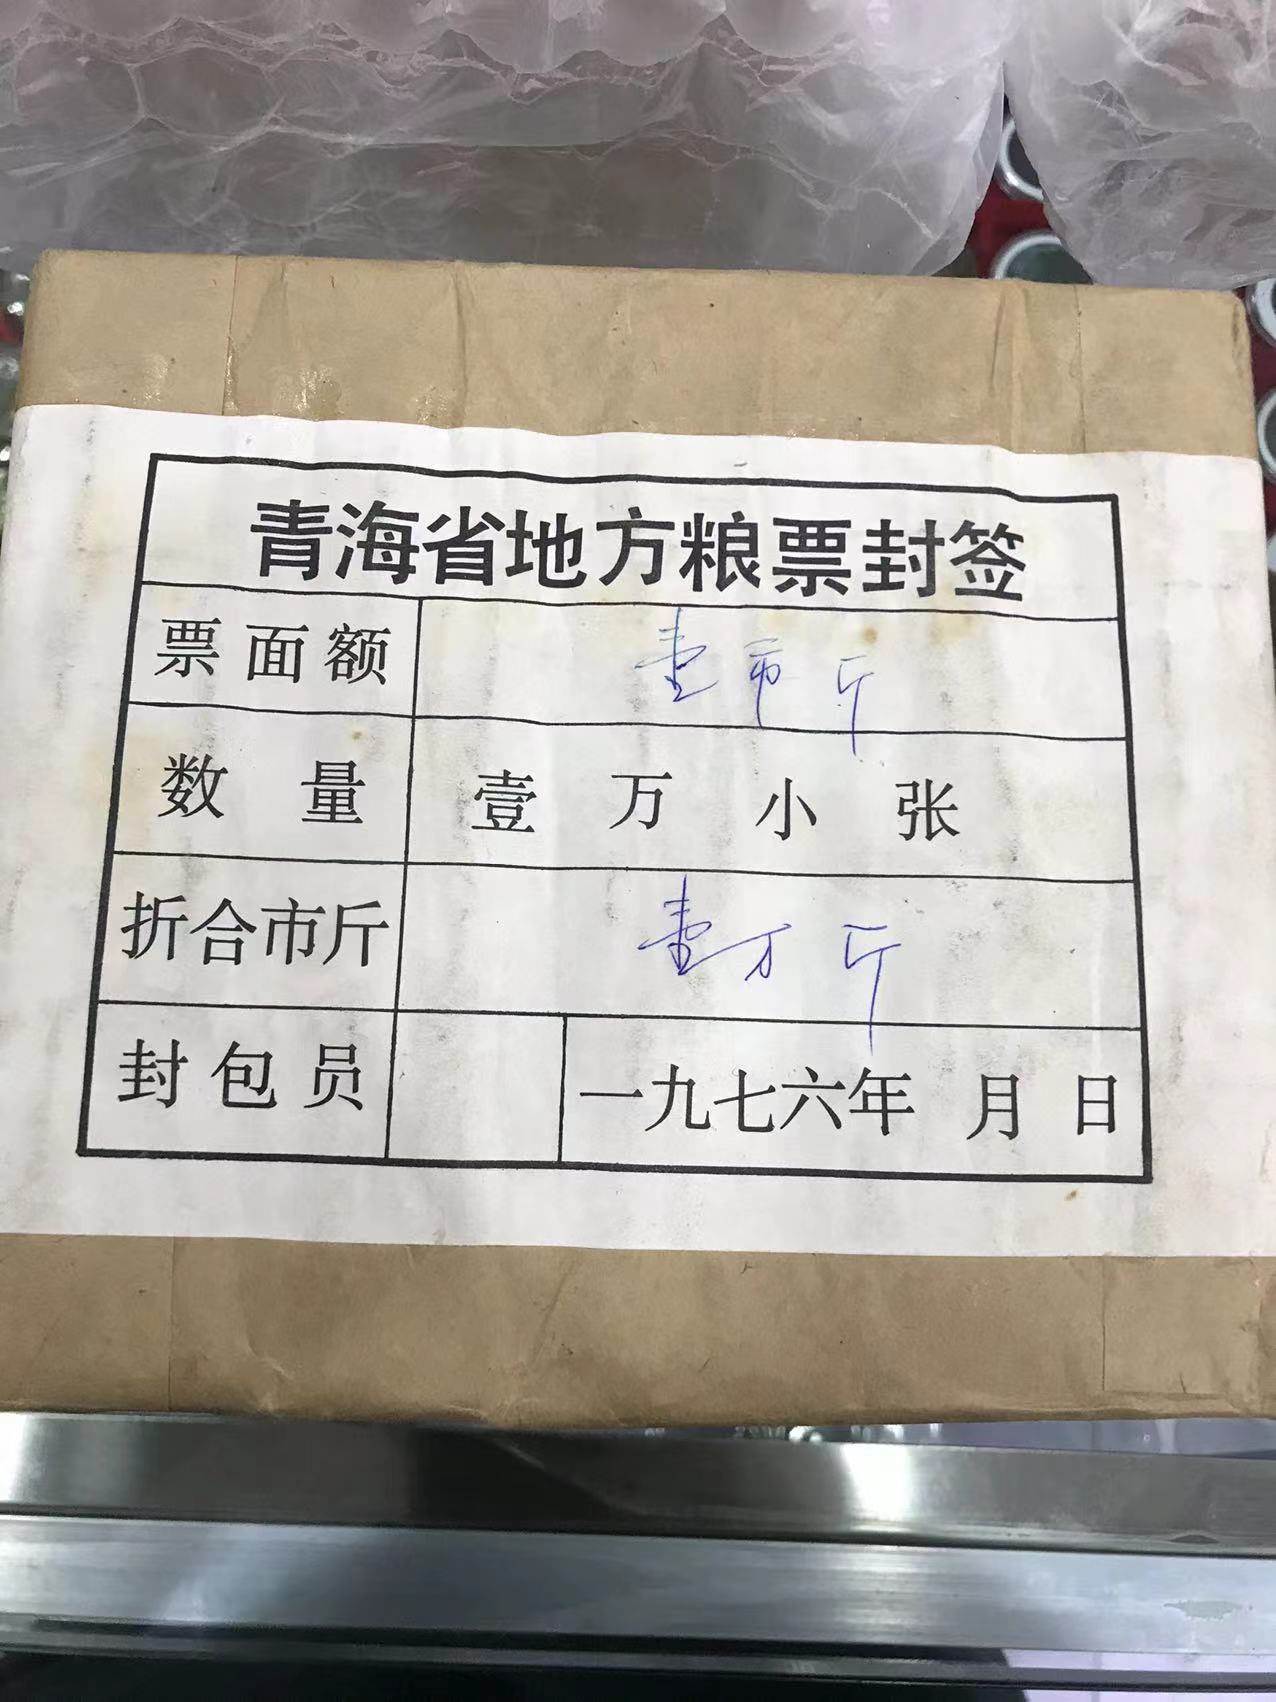 青海省地方粮票封签
票面额 壹市斤
数量 壹万小张
折合市斤 壹万斤
封包员 一九七六年 月 日